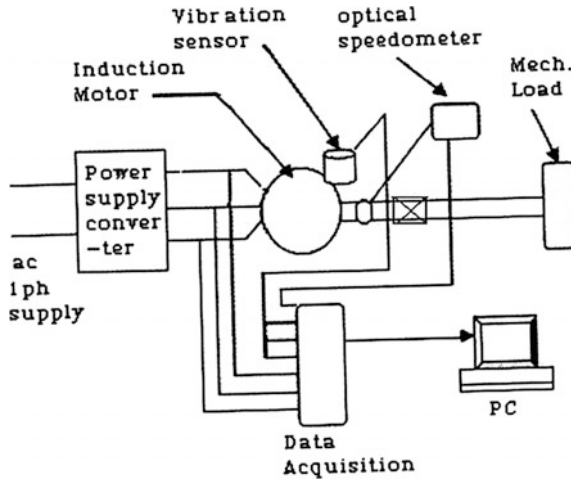 Vibration
sensor
optical
speedometer
Induction
Motor
Mech.
Load
Power
supply
conver
-ter
ac
1ph
supply
PC
Data
Acquisition